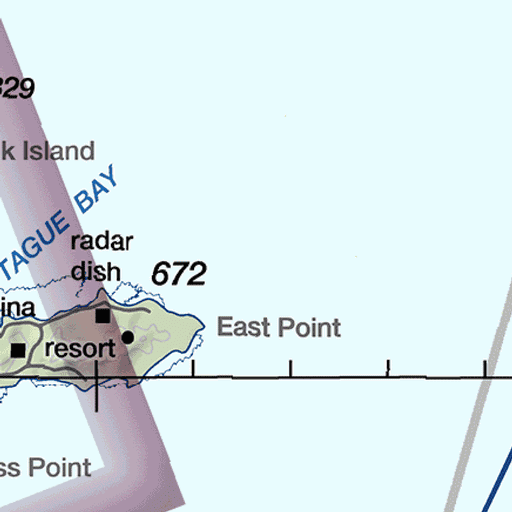 329
k Island
TAGUE BAY
radar
dish
672
ina
East Point
resort
ss Point